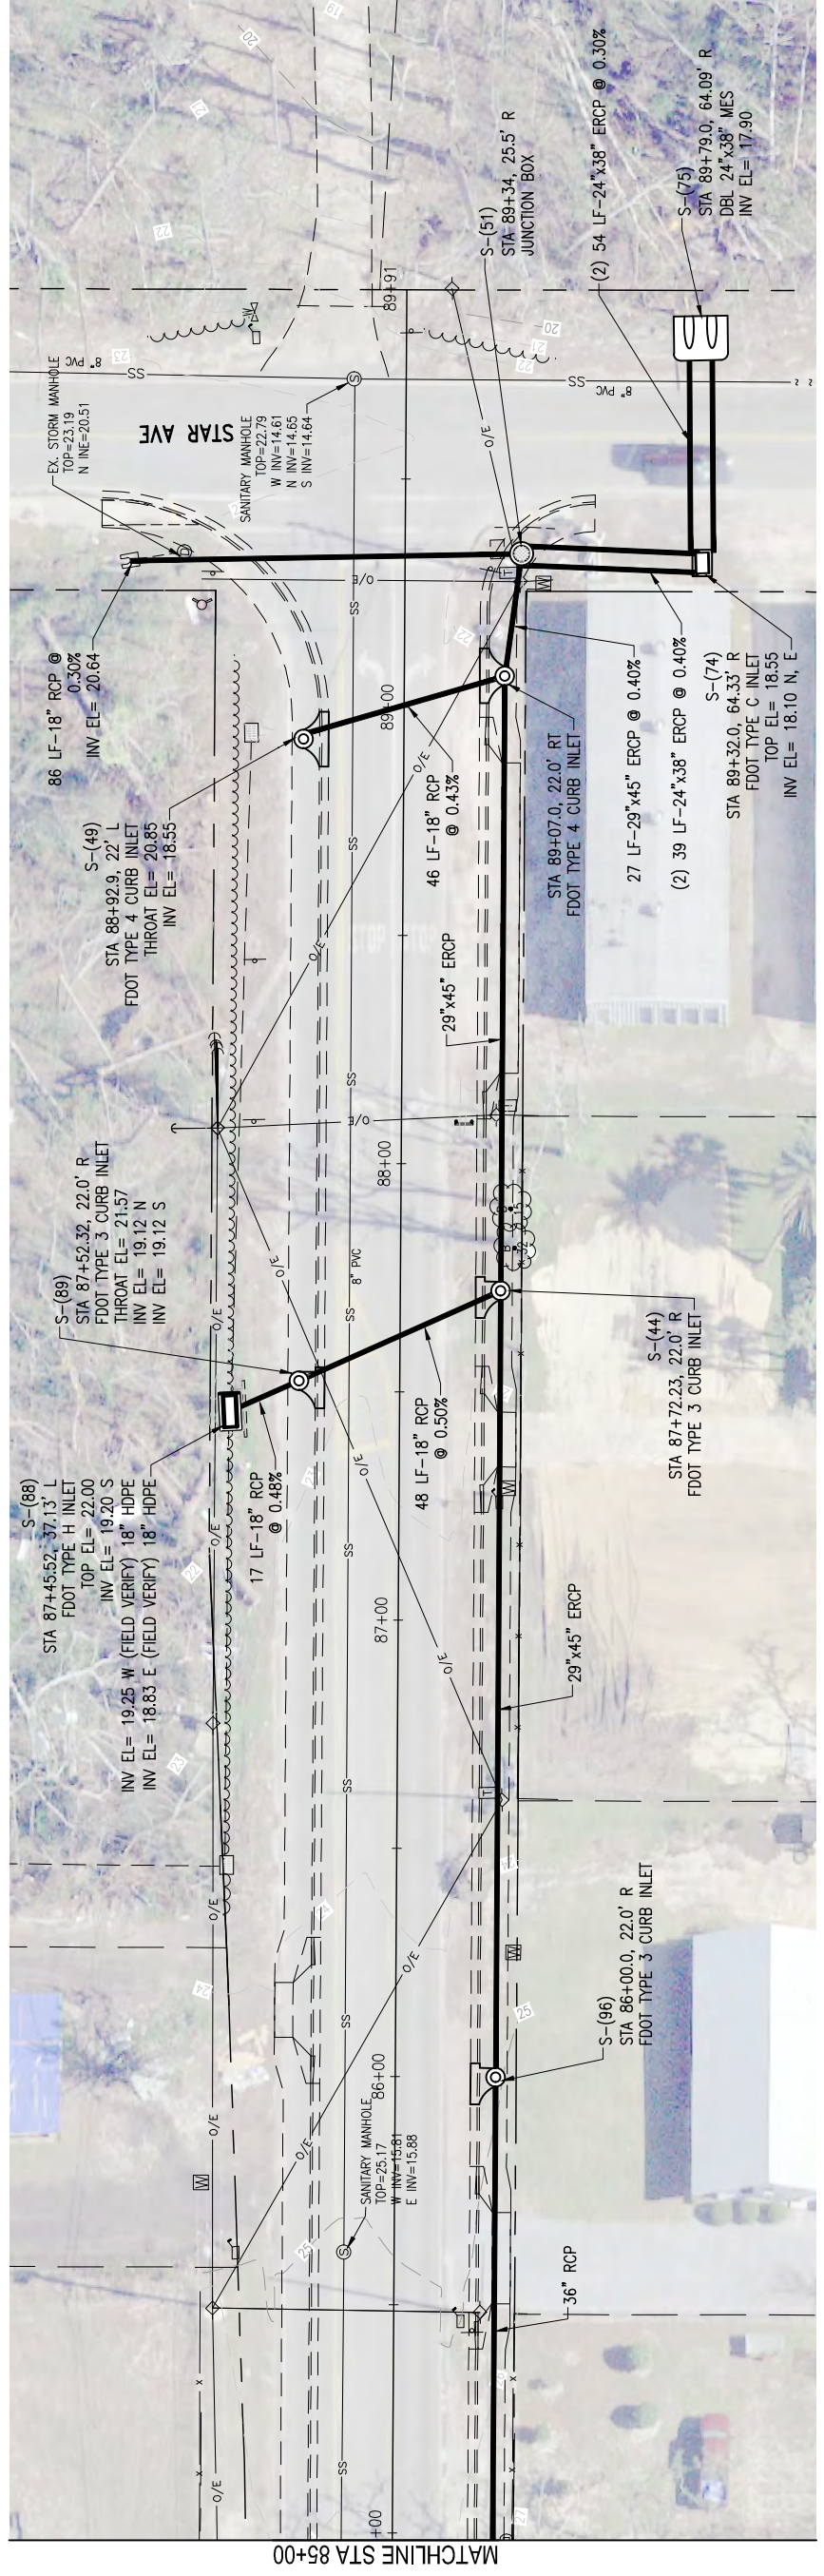 EX. STORM MANHOLE
TOP=23.19
N INE=20.51
STAR AVE
SANITARY MANHOLE
TOP=22.79
W INV=14.61
N INV=14.65
S INV=14.64
89+91
S-(51)
STA 89+34, 25.5' R
JUNCTION BOX
(2) 54 LF-24"x38" ERCP @ 0.30%
S-(75)
STA 89+79.0, 64.09' R
DBL 24"x38" MES
INV EL= 17.90
8" PVC
SS
8" PVC
SS
86 LF-18" RCP @
0.30%
INV EL= 20.64
S-(49)
STA 88+92.9, 22' L
FDOT TYPE 4 CURB INLET
THROAT EL= 20.85
INV EL= 18.55
89+00
46 LF-18" RCP
@ 0.43%
29"x45" ERCP
STA 89+07.0, 22.0' RT
FDOT TYPE 4 CURB INLET
27 LF-29"x45" ERCP @ 0.40%
(2) 39 LF-24"x38" ERCP @ 0.40%
S-(74)
STA 89+32.0, 64.33' R
FDOT TYPE C INLET
TOP EL= 18.55
INV EL= 18.10 N, E
S-(89)
STA 87+52.32, 22.0' R
FDOT TYPE 3 CURB INLET
THROAT EL= 21.57
INV EL= 19.12 N
INV EL= 19.12 S
88+00
8" PVC
S-(88)
STA 87+45.52, 37.13' L
FDOT TYPE H INLET
TOP EL= 22.00
INV EL= 19.20 S
INV EL= 19.25 W (FIELD VERIFY) 18" HDPE
INV EL= 18.83 E (FIELD VERIFY) 18" HDPE
17 LF-18" RCP
@ 0.48%
48 LF-18" RCP
@ 0.50%
S-(44)
STA 87+72.23, 22.0' R
FDOT TYPE 3 CURB INLET
87+00
29"x45" ERCP
S-(96)
STA 86+00.0, 22.0' R
FDOT TYPE 3 CURB INLET
86+00
SANITARY MANHOLE
TOP=25.17
W INV=15.81
E INV=15.88
36" RCP
+00
MATCHLINE STA 85+00